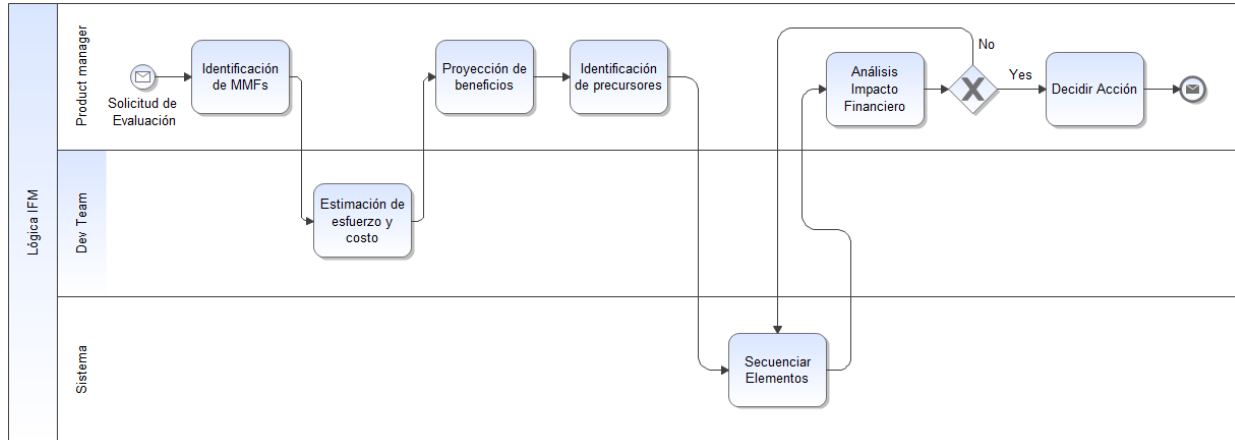 Lógica IFM
Product manager
Solicitud de
Evaluación
Identificación
de MMFs
Proyección de
beneficios
Identificación
de precursores
Análisis
Impacto
Financiero
No
Yes
Decidir Acción
Dev Team
Estimación de
esfuerzo y
costo
Sistema
Secuenciar
Elementos